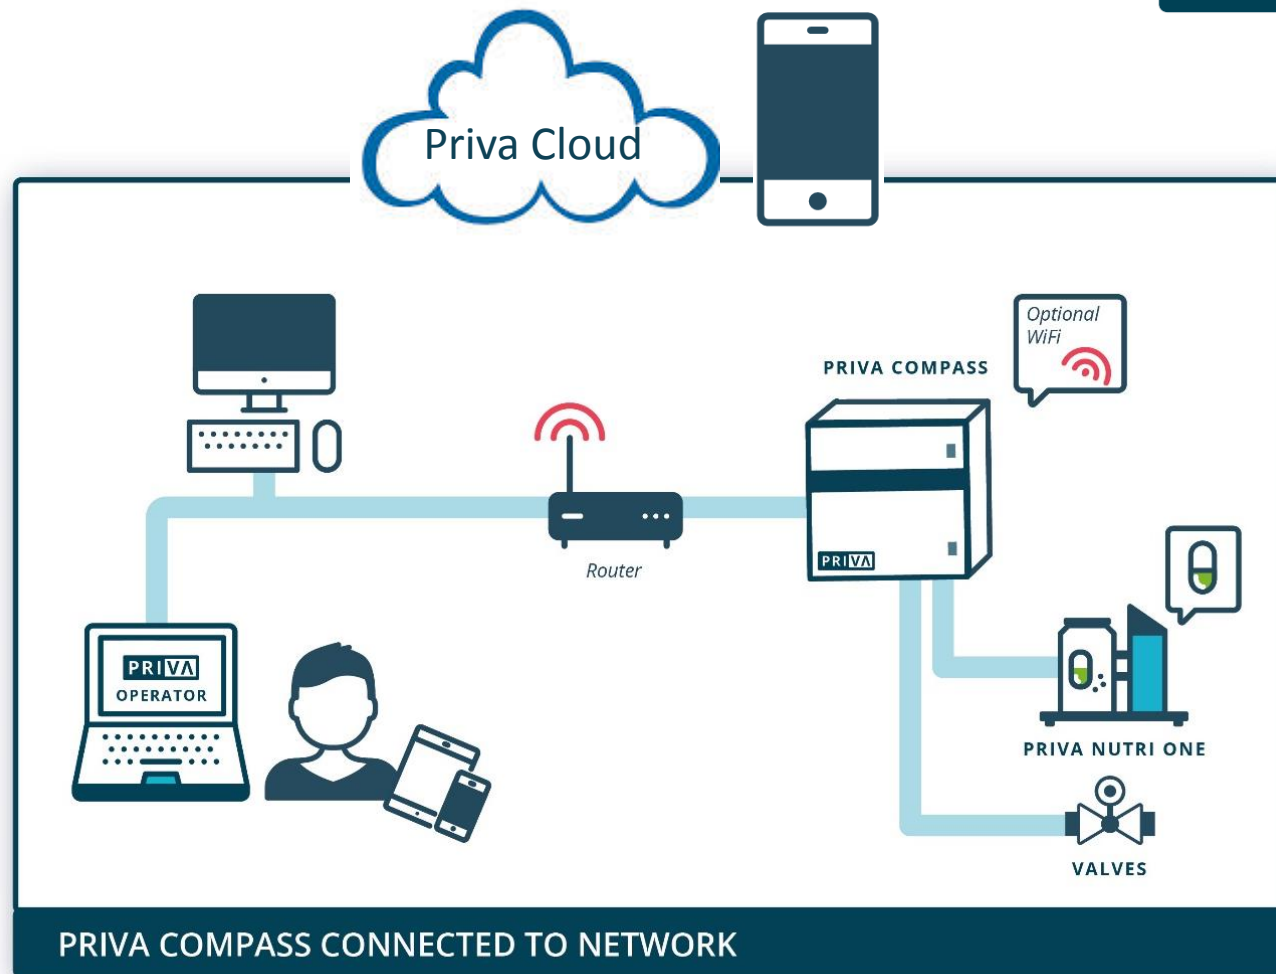 Priva Cloud
Optional
WiFi
PRIVA COMPASS
Router
PRIVA
PRIVA
OPERATOR
PRIVA NUTRI ONE
VALVES
PRIVA COMPASS CONNECTED TO NETWORK